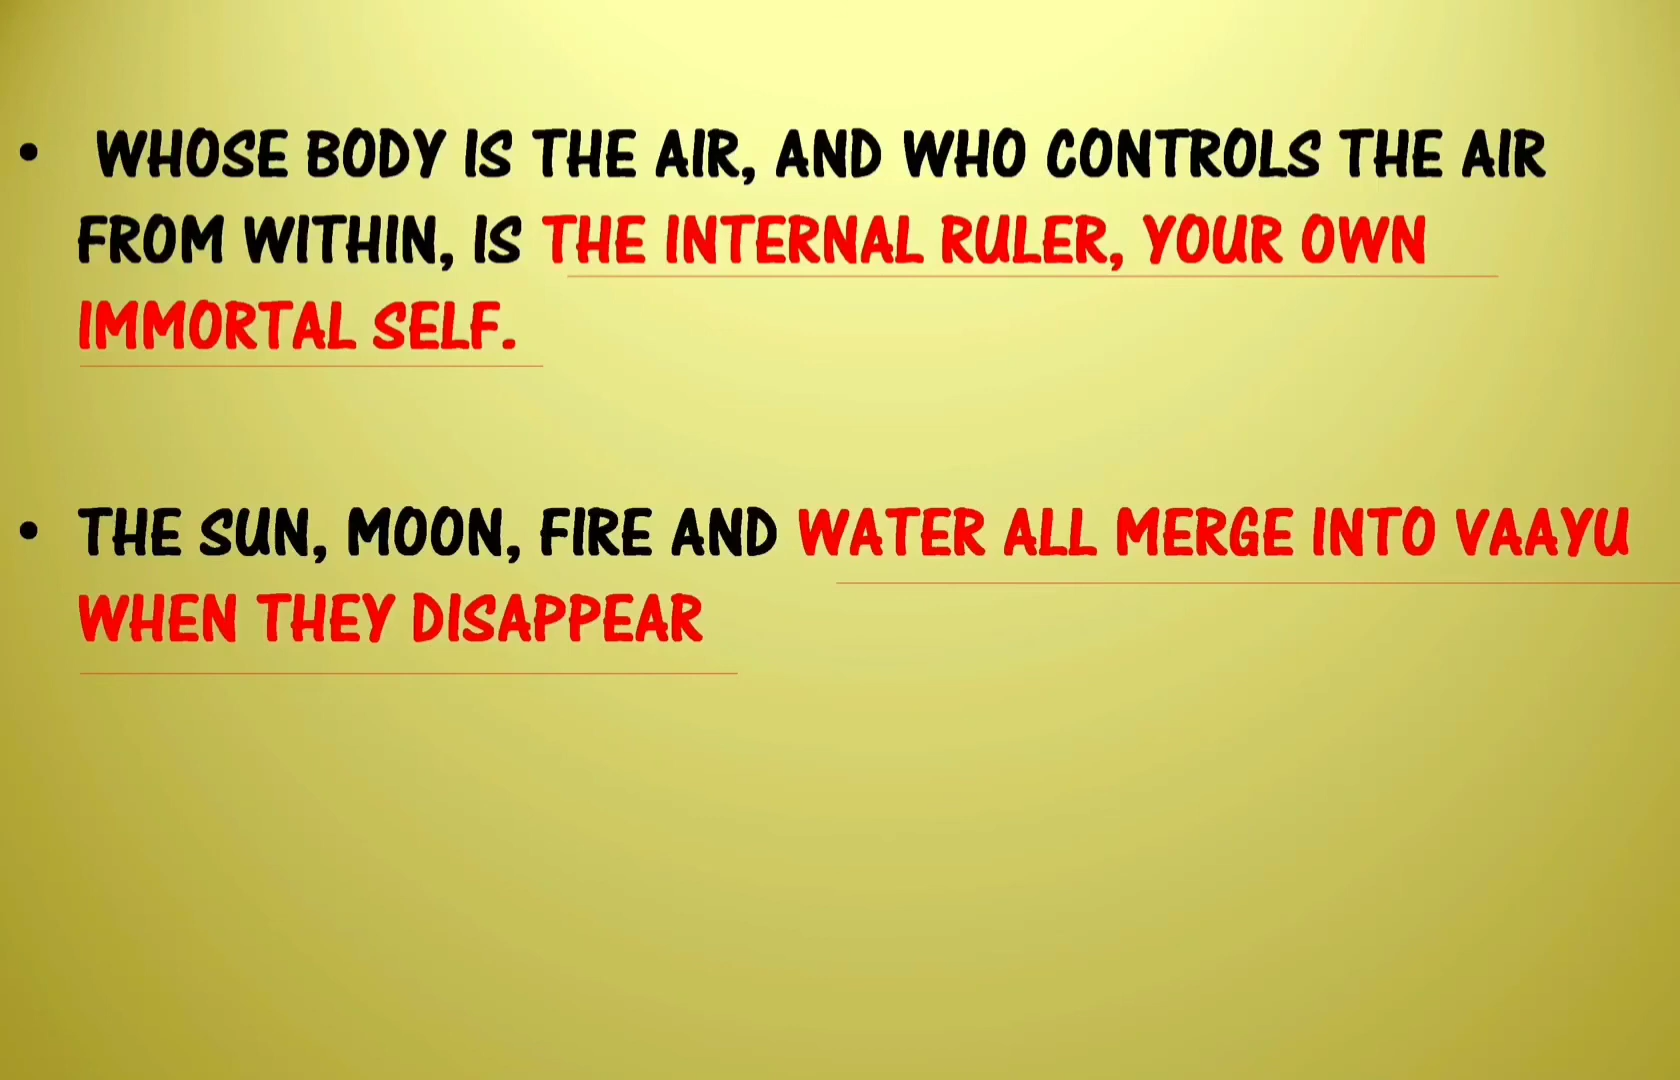 • WHOSE BODY IS THE AIR, AND WHO CONTROLS THE AIR
FROM WITHIN, IS THE INTERNAL RULER, YOUR OWN
IMMORTAL SELF.
• THE SUN, MOON, FIRE AND WATER ALL MERGE INTO VAAYU
WHEN THEY DISAPPEAR